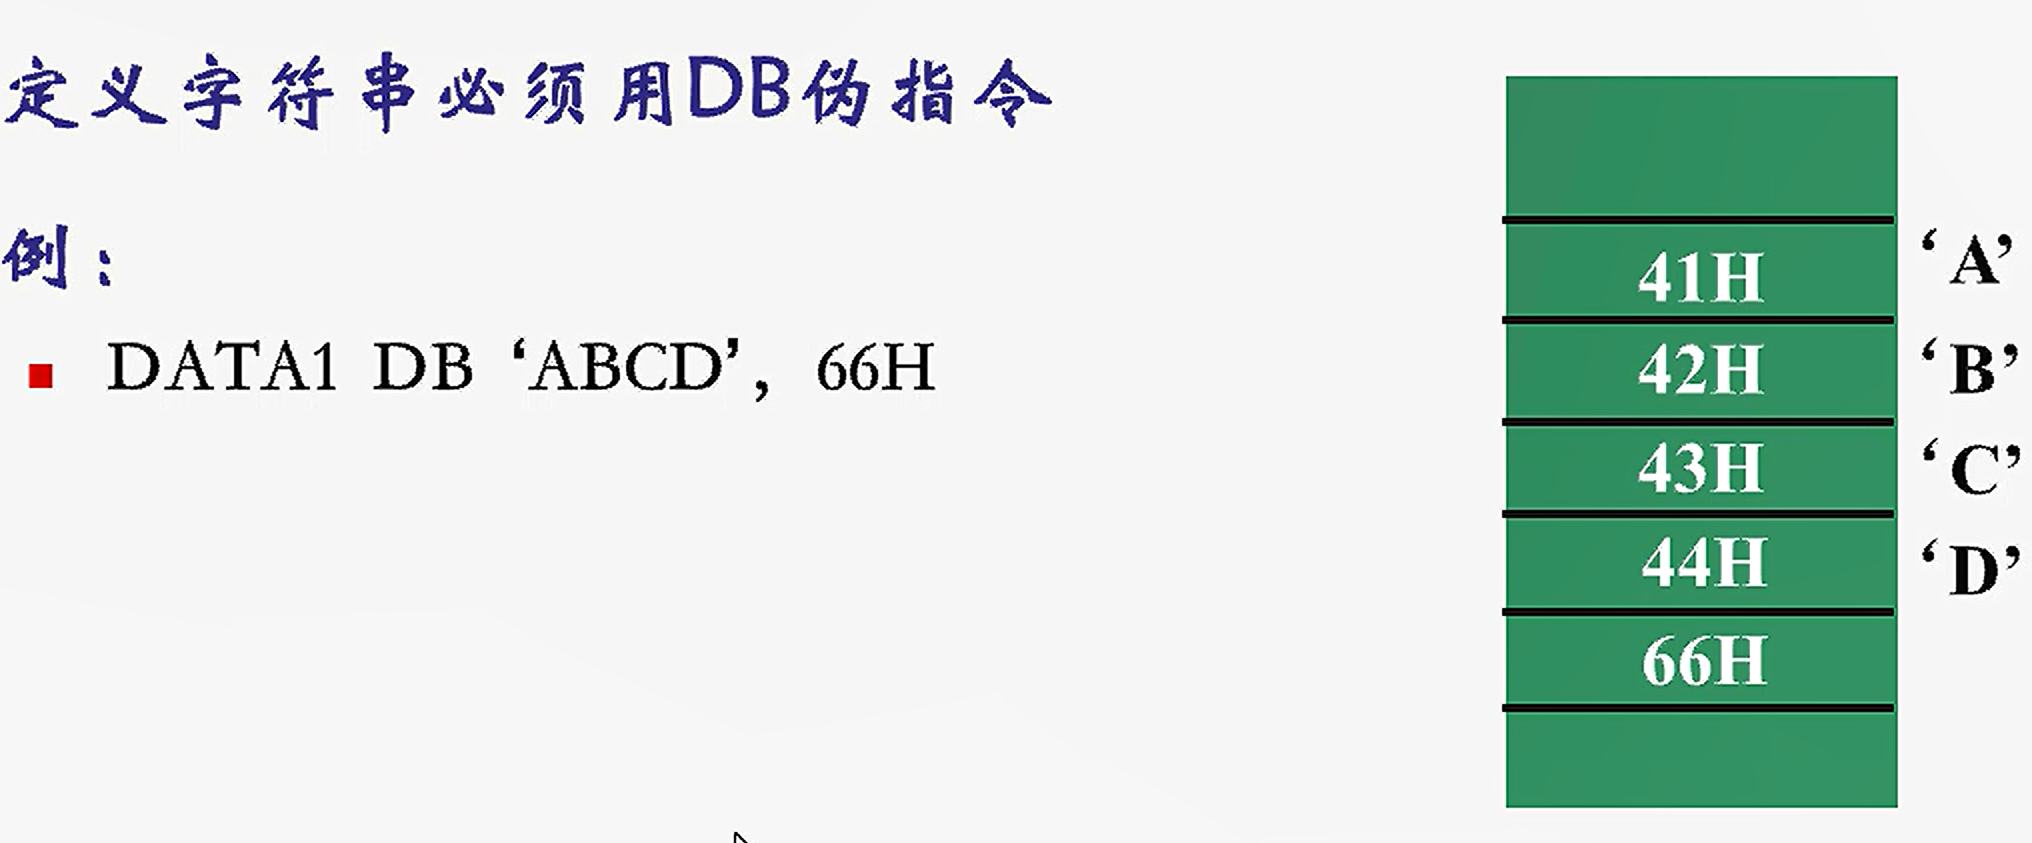 定义字符串必须用DB伪指令
例：
DATA1 DB ‘ABCD’, 66H
41H ‘A’
42H ‘B’
43H ‘C’
44H ‘D’
66H